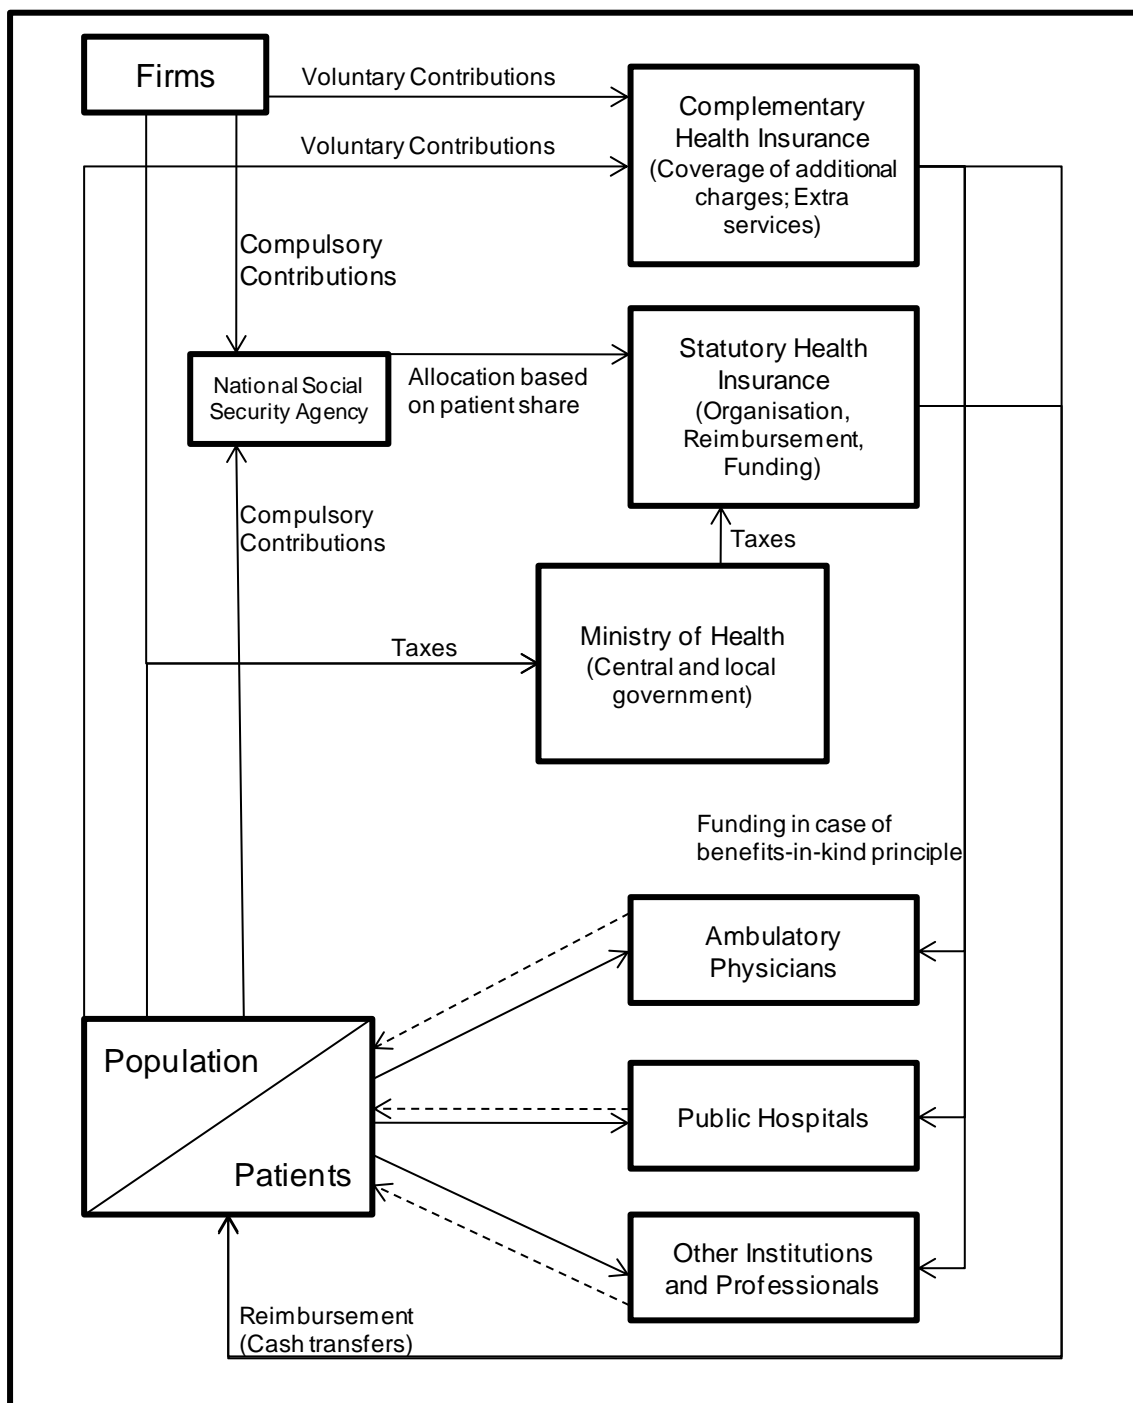 Firms
Voluntary Contributions
Voluntary Contributions
Complementary
Health Insurance
(Coverage of additional
charges; Extra
services)
Compulsory
Contributions
National Social
Security Agency
Allocation based
on patient share
Statutory Health
Insurance
(Organisation,
Reimbursement,
Funding)
Compulsory
Contributions
Taxes
Taxes
Ministry of Health
(Central and local
government)
Funding in case of
benefits-in-kind principle
Ambulatory
Physicians
Population
Patients
Public Hospitals
Other Institutions
and Professionals
Reimbursement
(Cash transfers)